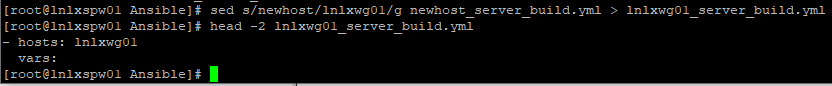 [root@lnlxspw01 Ansible]# sed s/newhost/lnlxwg01/g newhost_server_build.yml > lnlxwg01_server_build.yml
[root@lnlxspw01 Ansible]# head -2 lnlxwg01_server_build.yml
- hosts: lnlxwg01
  vars:
[root@lnlxspw01 Ansible]#